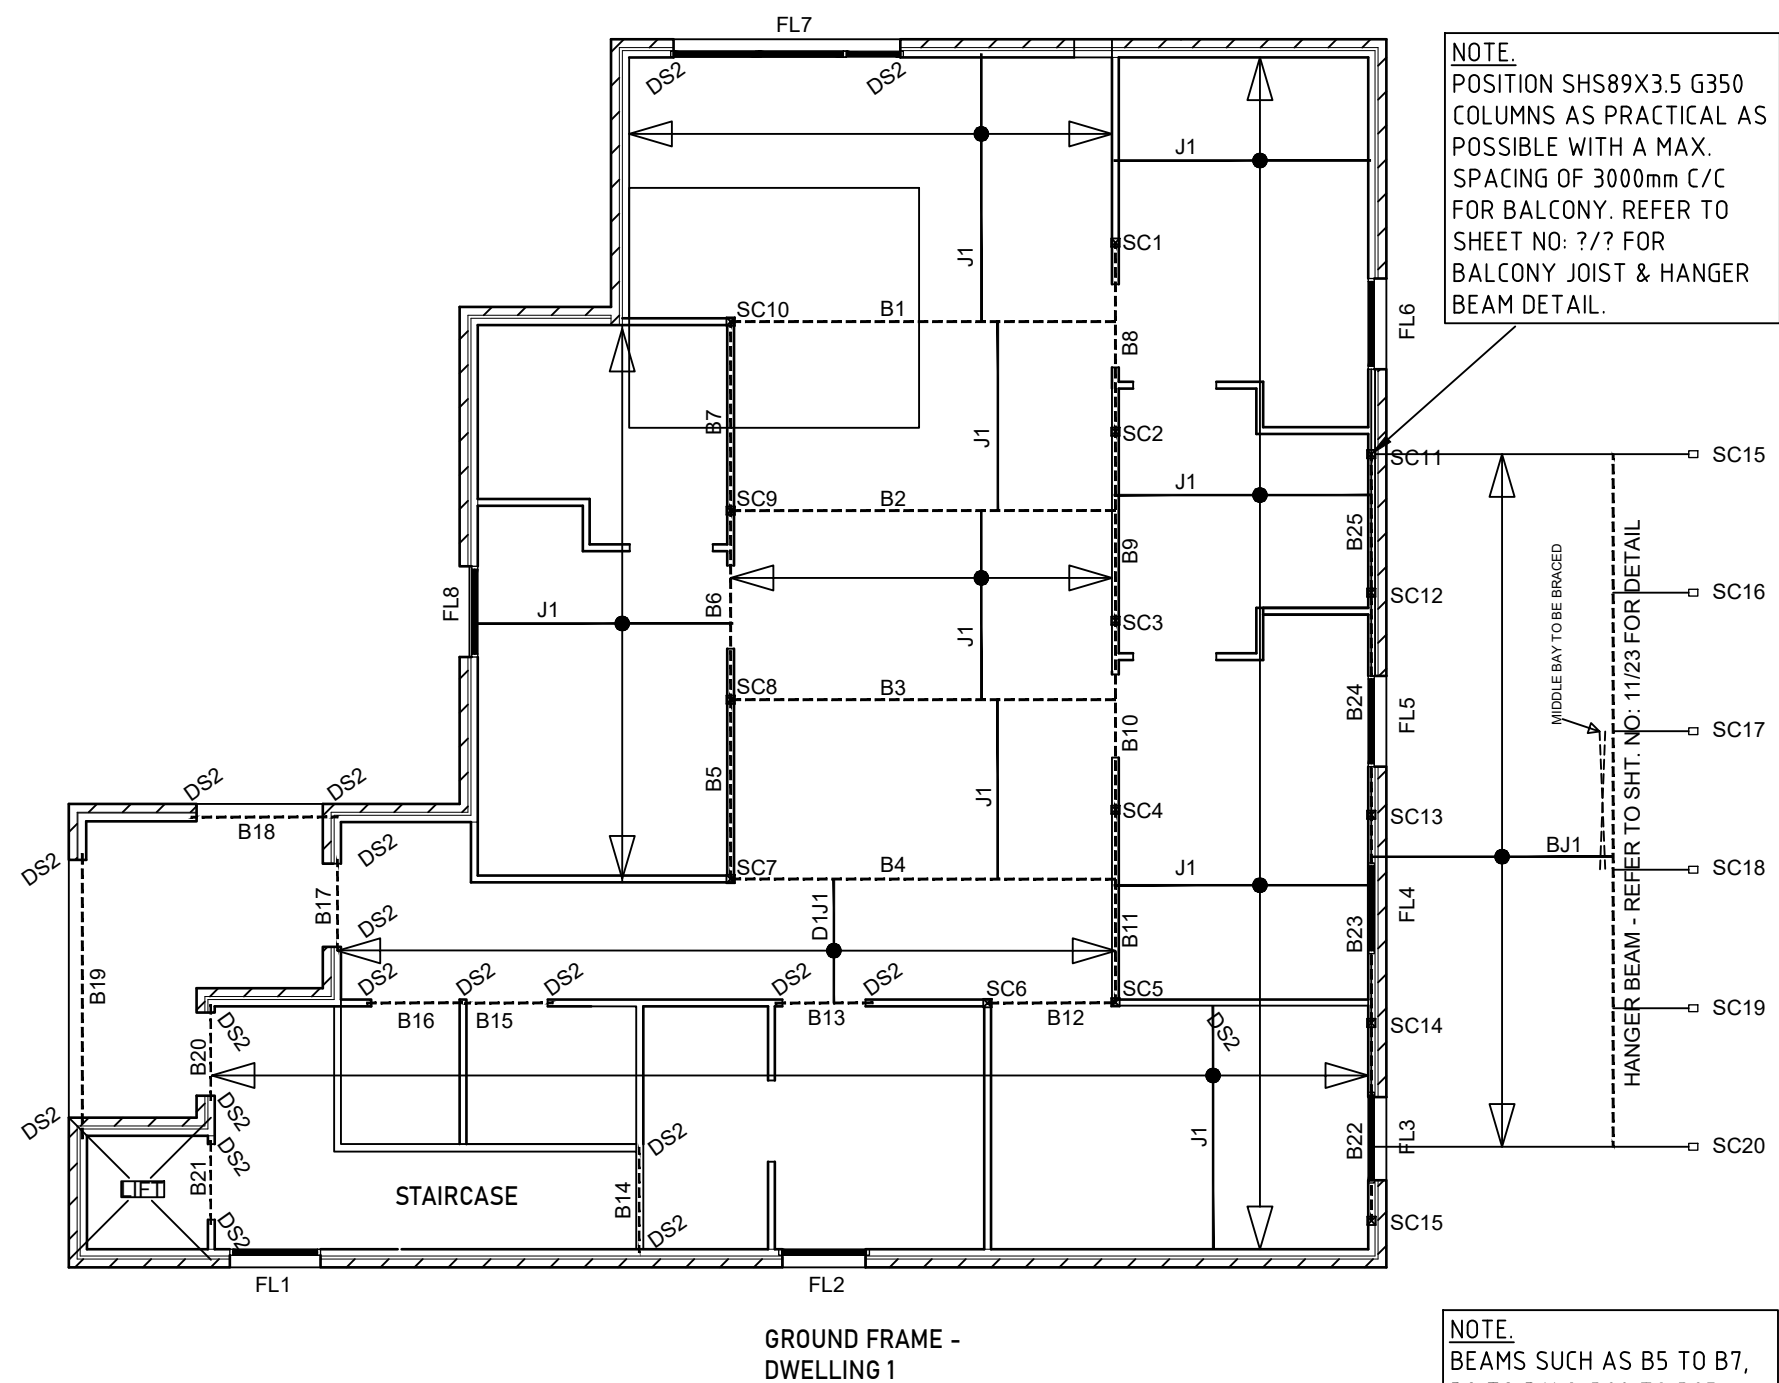 FL7
NOTE.
POSITION SHS89X3.5 G350
COLUMNS AS PRACTICAL AS
POSSIBLE WITH A MAX.
SPACING OF 3000mm C/C
FOR BALCONY. REFER TO
SHEET NO: ?/? FOR
BALCONY JOIST & HANGER
BEAM DETAIL.
DS2
DS2
J1
SC1
J1
SC10
B1
B8
FL6
B7
J1
SC2
SC11
SC15
J1
SC9
B2
B25
B9
MIDDLE BAY TO BE BRACED
HANGER BEAM - REFER TO SHT. NO: 11/23 FOR DETAIL
FL8
J1
B6
J1
SC3
SC12
SC16
SC8
B3
B24
FL5
B10
SC17
B5
J1
DS2
DS2
B18
SC4
SC13
DS2
DS2
SC7
B4
J1
BJ1
SC18
B17
DS2
D1J1
B11
B23
FL4
B19
DS2
DS2
DS2
DS2
DS2
SC6
SC5
B16
B15
B13
B12
SC19
DS2
DS2
SC14
B20
DS2
DS2
DS2
DS2
J1
B22
FL3
SC20
LIFT
B21
STAIRCASE
B14
DS2
DS2
SC15
FL1
FL2
GROUND FRAME -
DWELLING 1
NOTE.
BEAMS SUCH AS B5 TO B7,